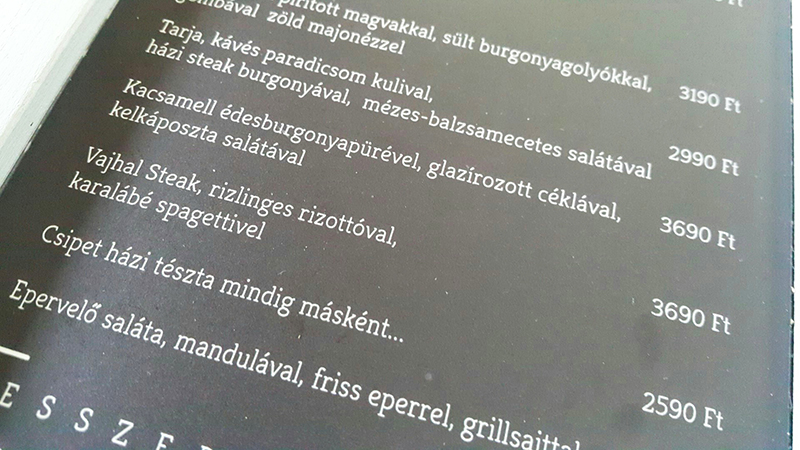 pirított magvakkal, sült burgonyagolyókkal,
zöld majonézzel 3190 Ft
Tarja, kávés paradicsom kulival,
házi steak burgonyával, mézes-balzsamecetes salátával 2990 Ft
Kacsamell édesburgonyapürével, glazírozott céklával,
kelkáposzta salátával 3690 Ft
Vajhal Steak, rizlinges rizottóval,
karalábé spagettivel 3690 Ft
Csipet házi tészta mindig másként...
2590 Ft
Epervelő saláta, mandulával, friss eperrel, grillsajttal